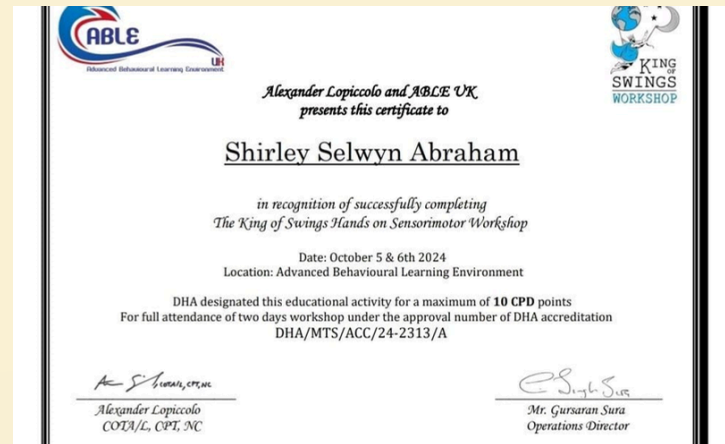 ABLE
UK
Advanced Behavioural Learning Environment
KING
OF
SWINGS
WORKSHOP
Alexander Lopiccolo and ABLE UK
presents this certificate to
Shirley Selwyn Abraham
in recognition of successfully completing
The King of Swings Hands on Sensorimotor Workshop
Date: October 5 & 6th 2024
Location: Advanced Behavioural Learning Environment
DHA designated this educational activity for a maximum of 10 CPD points
For full attendance of two days workshop under the approval number of DHA accreditation
DHA/MTS/ACC/24-2313/A
COTA/L, CPT, NC
Alexander Lopiccolo
COTA/L, CPT, NC
Mr. Gursaran Sura
Operations Director